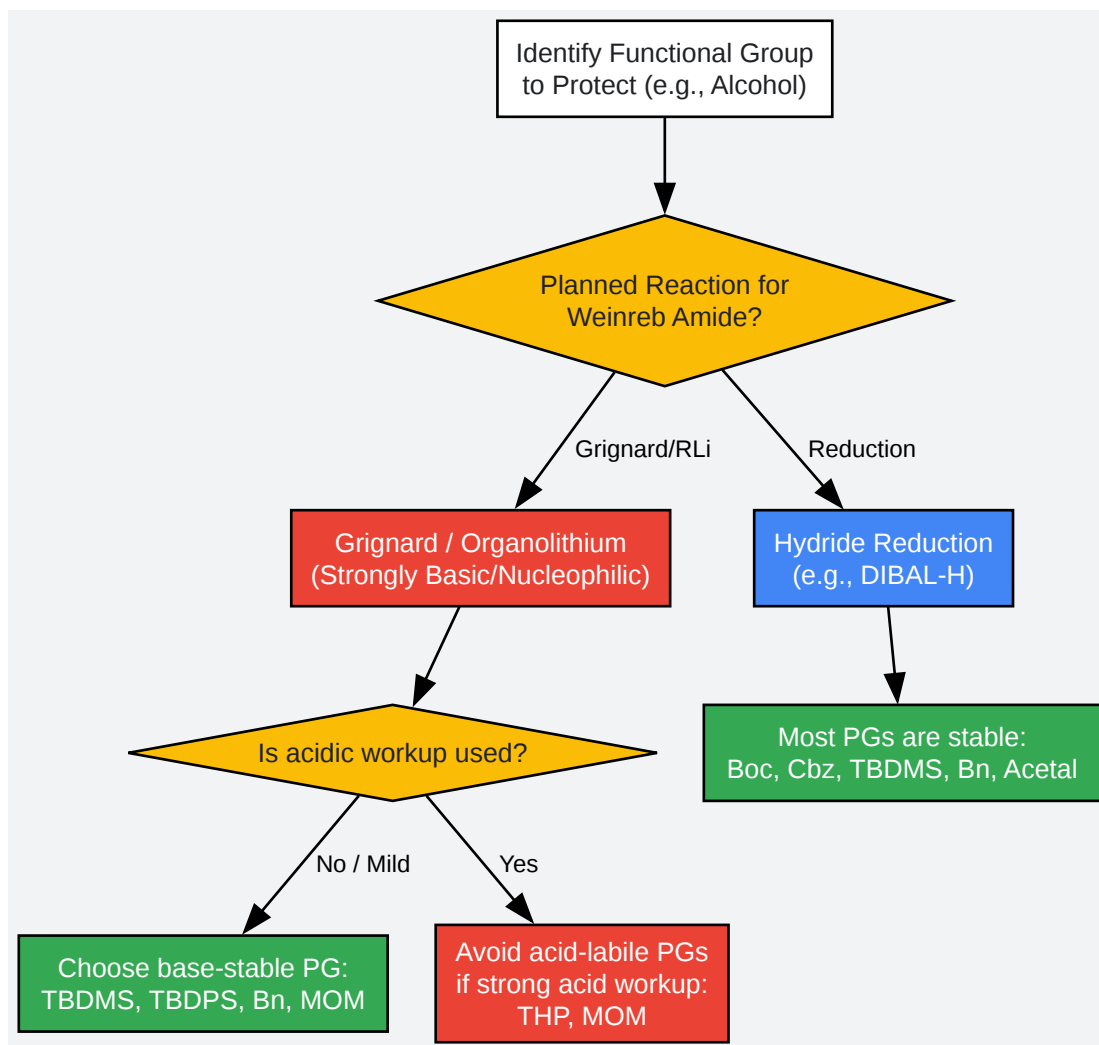 Identify Functional Group
to Protect (e.g., Alcohol)
Planned Reaction for
Weinreb Amide?
Grignard/RLi
Reduction
Grignard / Organolithium
(Strongly Basic/Nucleophilic)
Hydride Reduction
(e.g., DIBAL-H)
Is acidic workup used?
Most PGs are stable:
Boc, Cbz, TBDMS, Bn, Acetal
No / Mild
Yes
Choose base-stable PG:
TBDMS, TBDPS, Bn, MOM
Avoid acid-labile PGs
if strong acid workup:
THP, MOM